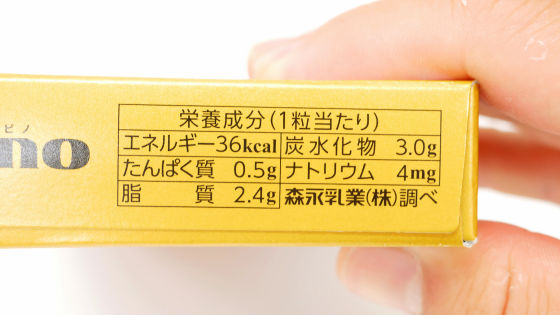 ピノ
no
栄養成分(1粒当たり)
エネルギー36kcal 炭水化物 3.0g
たんぱく質 0.5g ナトリウム 4mg
脂質 2.4g 森永乳業(株)調べ